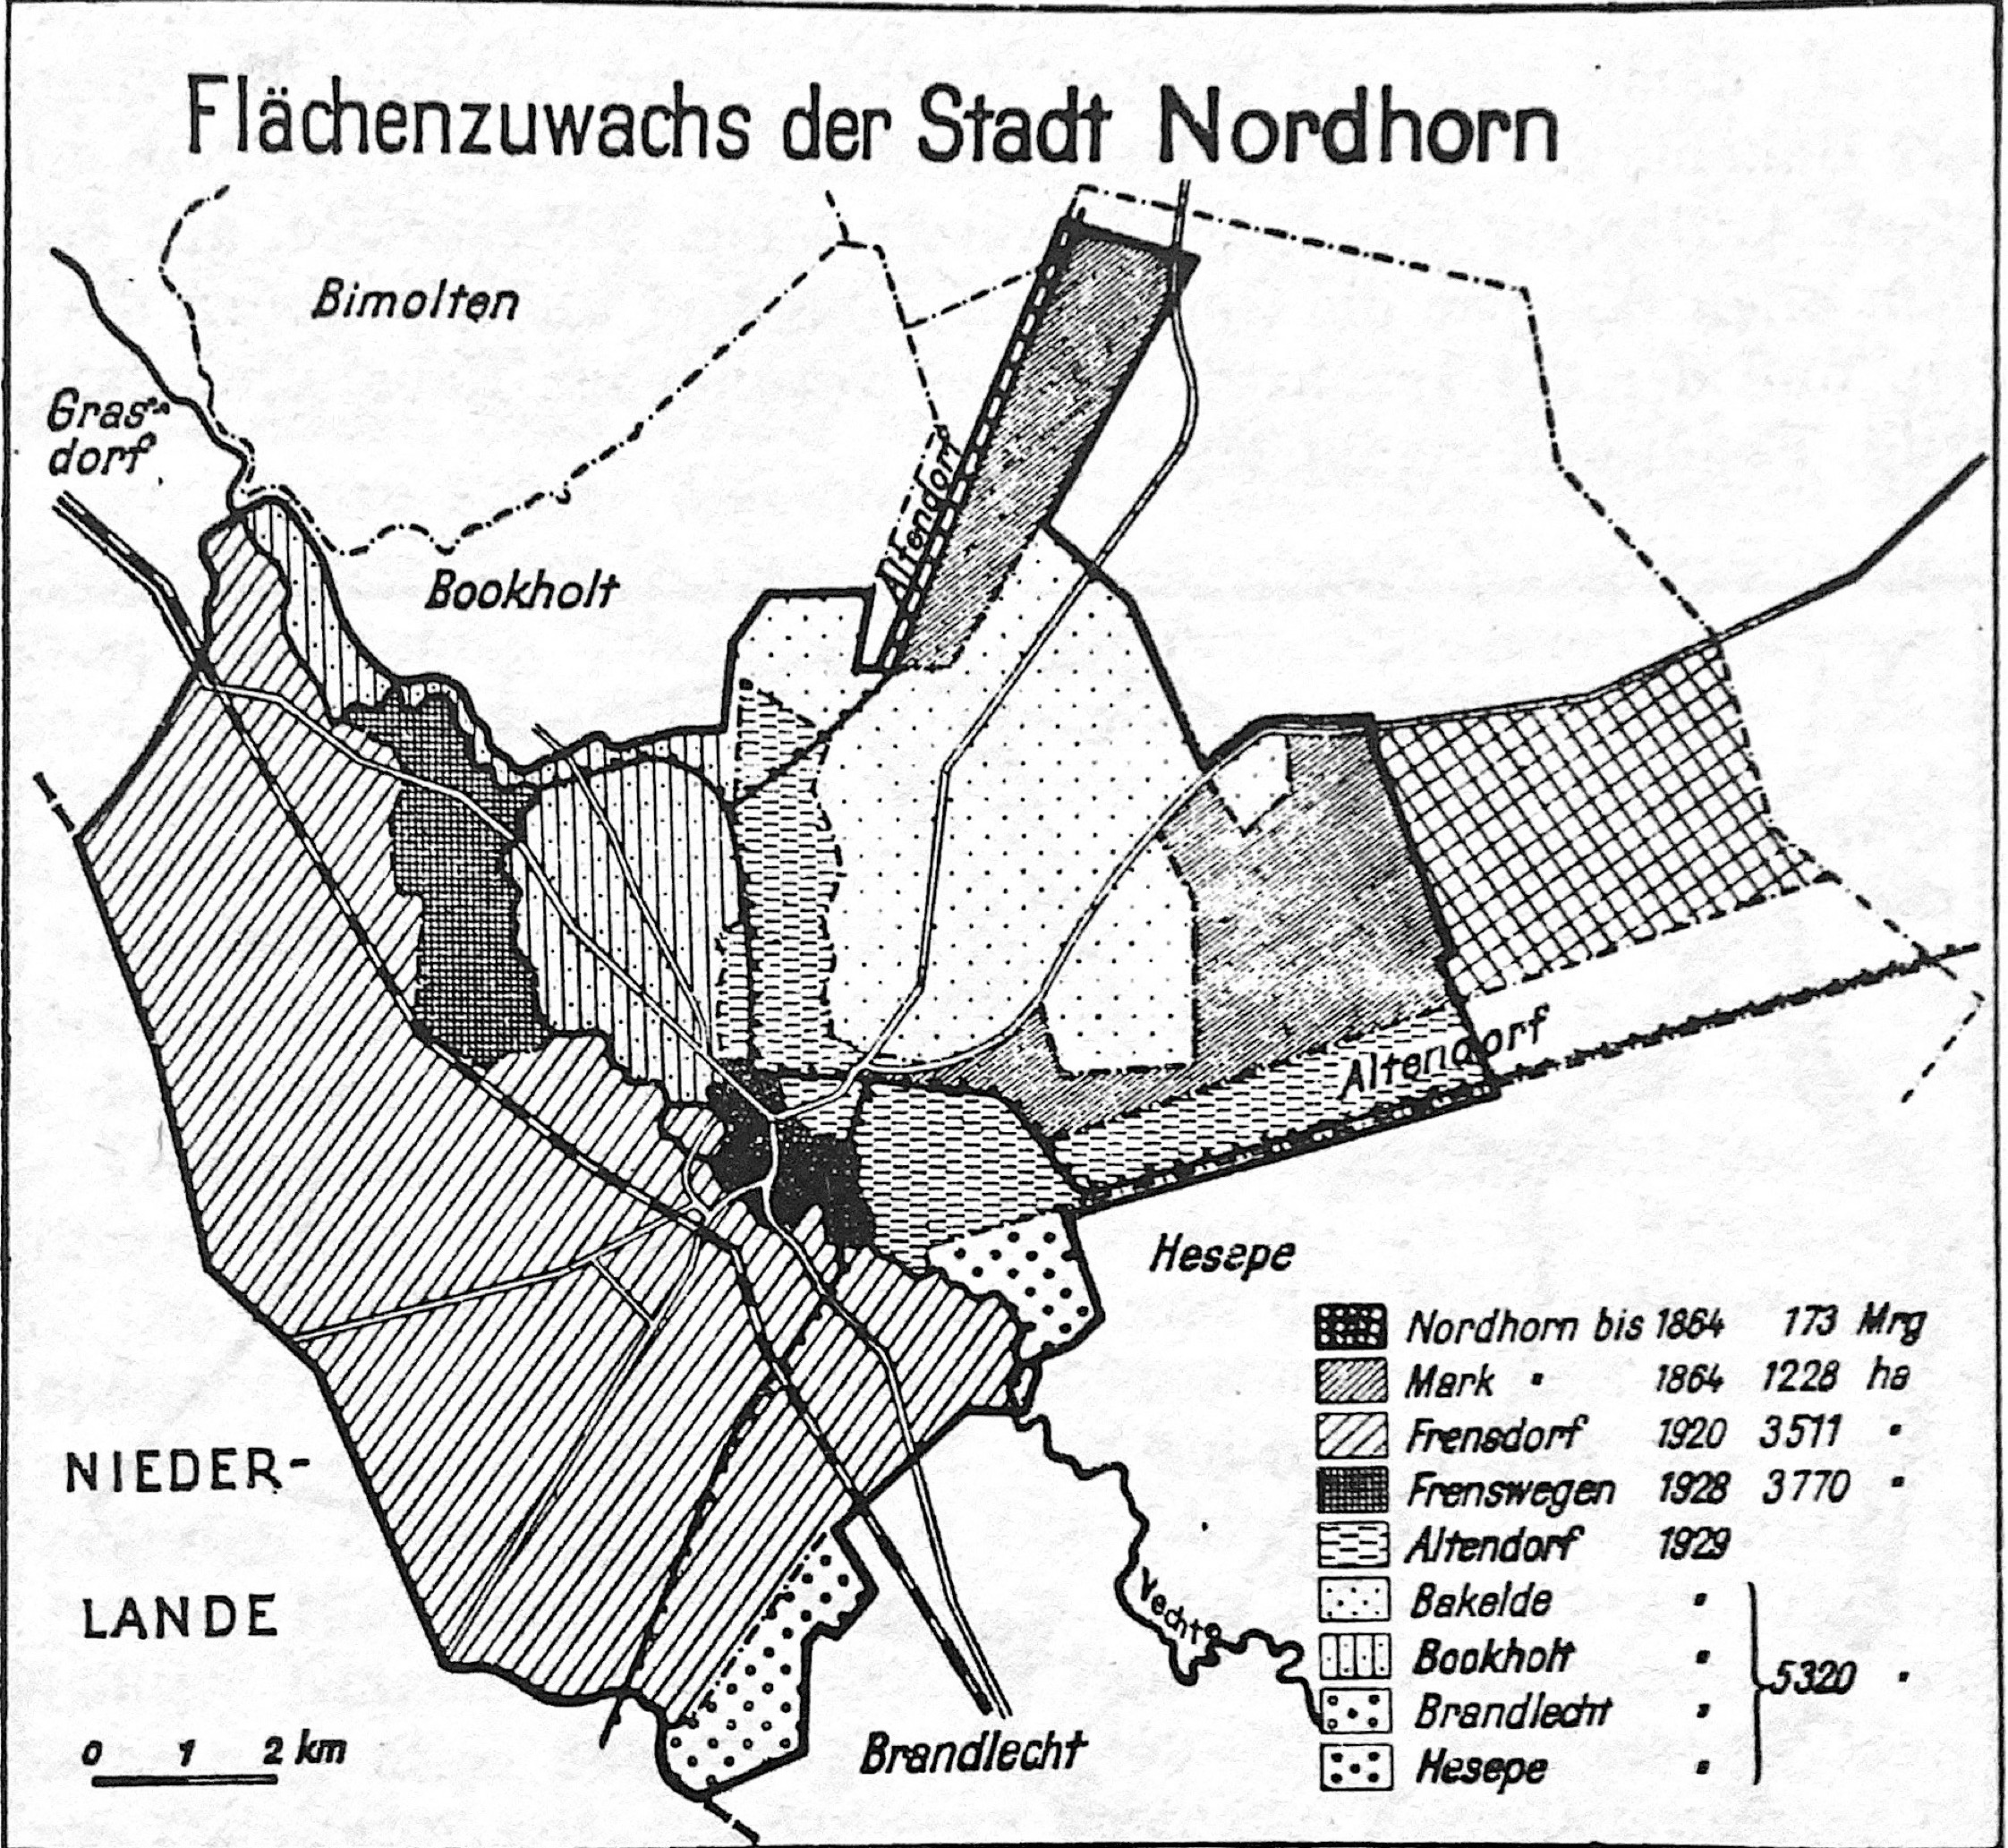 Flächenzuwachs der Stadt Nordhorn
Bimolten
Gras-
dorf
Altendorf
Bookholt
Altendorf
Hesepe
NIEDER-
LANDE
0 1 2 km
Brandlecht
Vechte
Nordhorn bis 1864 173 Mrg
Mark " 1864 1228 ha
Frensdorf 1920 3511 "
Frenswegen 1928 3770 "
Altendorf 1929
Bakelde "
Bookholt "
Brandlecht " 5320 "
Hesepe "